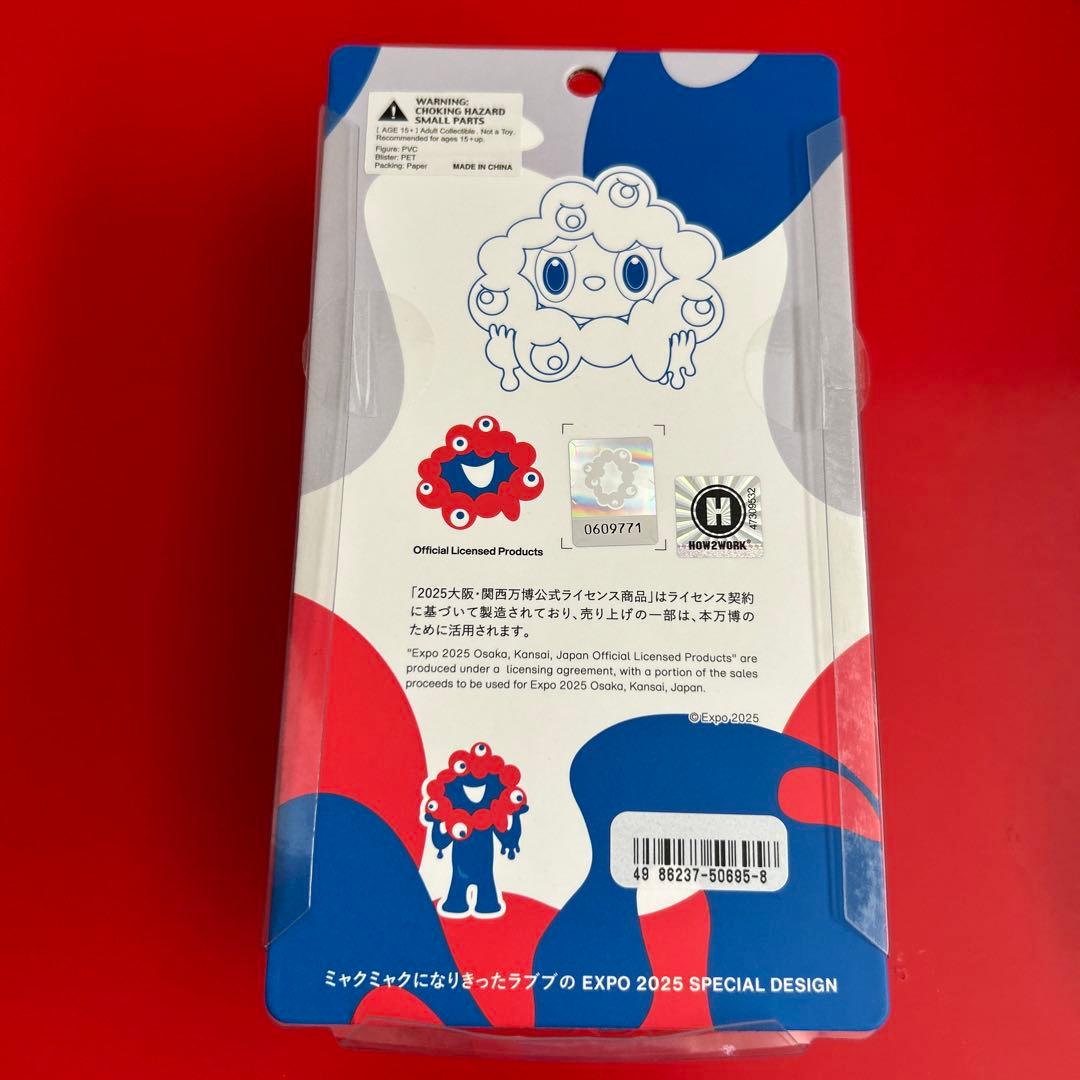 WARNING:
CHOKING HAZARD
SMALL PARTS
[ AGE 15+ ] Adult Collectible. Not a Toy.
Recommended for ages 15+up.
Figure: PVC
Blister: PET
Packing: Paper MADE IN CHINA
0609771
H
HOW2WORK®
47309532
Official Licensed Products
「2025大阪・関西万博公式ライセンス商品」はライセンス契約
に基づいて製造されており、売り上げの一部は、本万博の
ために活用されます。
"Expo 2025 Osaka, Kansai, Japan Official Licensed Products" are
produced under a licensing agreement, with a portion of the sales
proceeds to be used for Expo 2025 Osaka, Kansai, Japan.
©Expo 2025
49 86237-50695-8
ミャクミャクになりきったラブブの EXPO 2025 SPECIAL DESIGN